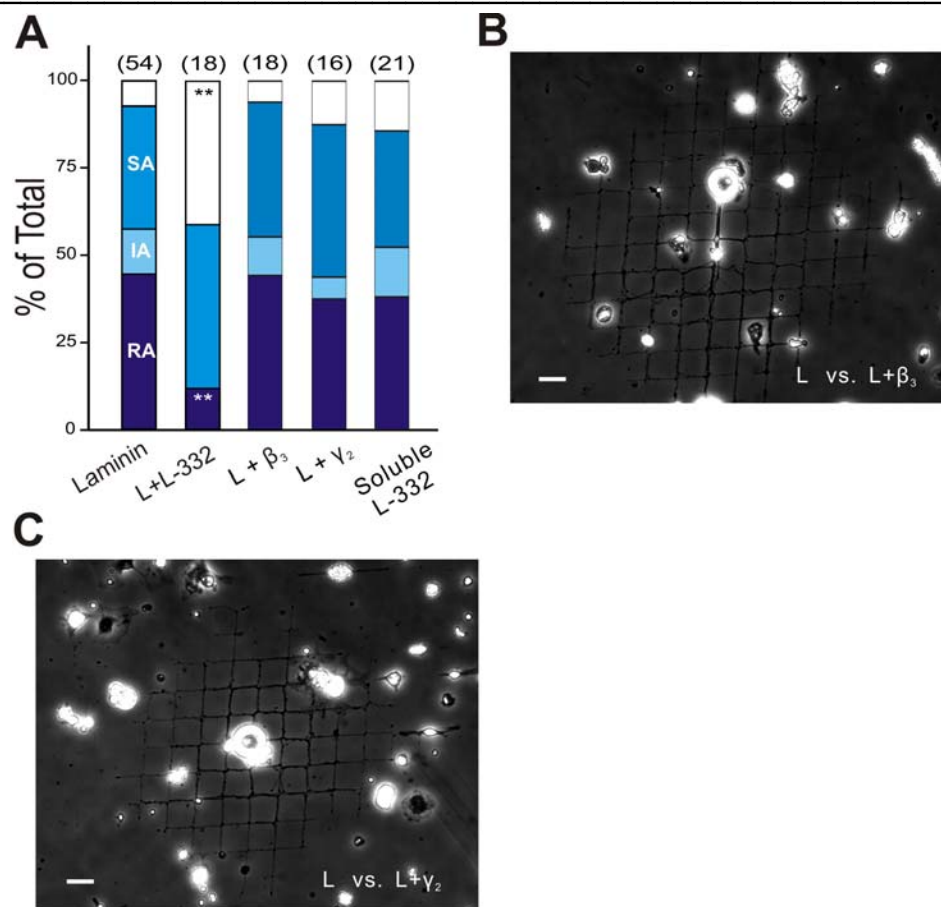 A
(54) (18) (18) (16) (21)
100
75
50
25
0
% of Total
SA
IA
RA
**
**
Laminin
L+L-332
L + β₃
L + γ₂
Soluble
L-332
B
L vs. L+β₃
C
L vs. L+γ₂